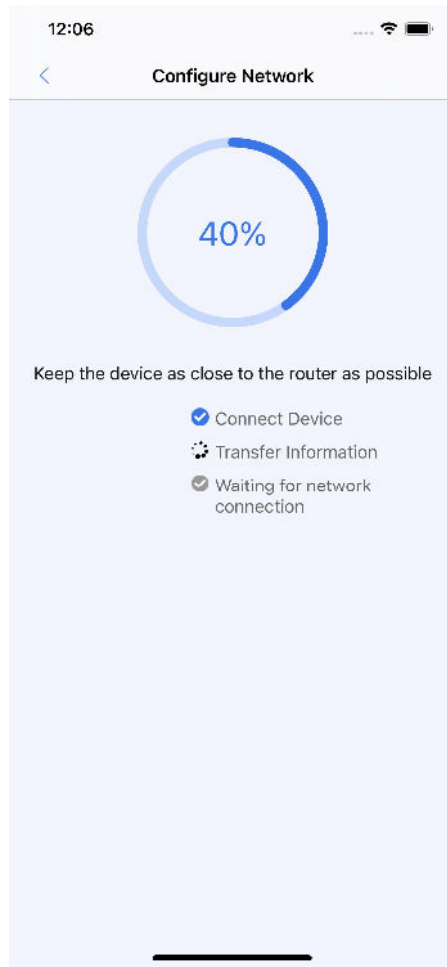 12:06
Configure Network
40%
Keep the device as close to the router as possible
Connect Device
Transfer Information
Waiting for network
connection